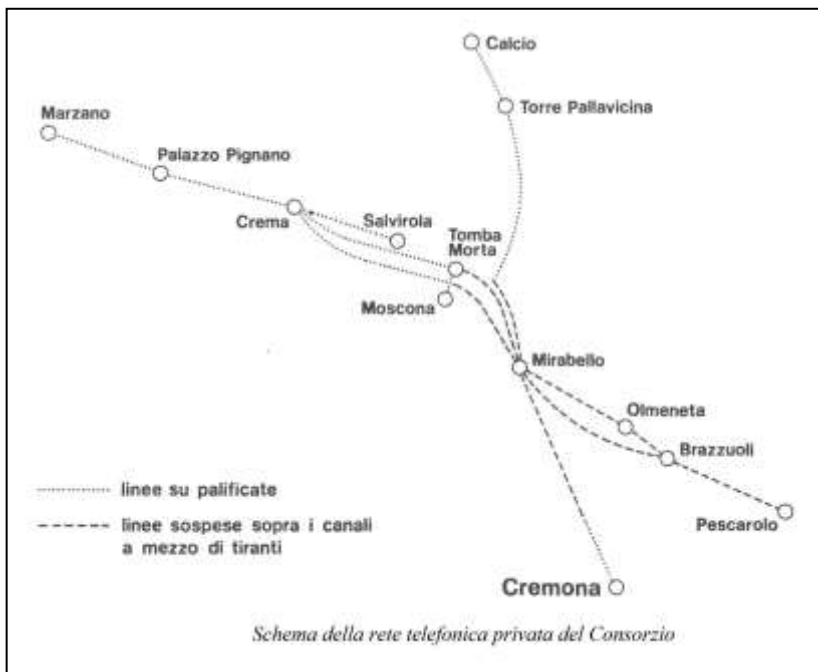 Calcio
Torre Pallavicina
Marzano
Palazzo Pignano
Crema
Salvirola
Tomba
Morta
Moscona
Mirabello
Olmeneta
Brazzuoli
Pescarolo
linee su palificate
linee sospese sopra i canali
a mezzo di tiranti
Cremona
Schema della rete telefonica privata del Consorzio